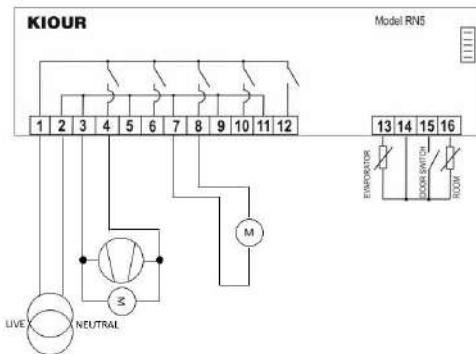 KIOUR
Model RN5
1 2 3 4 5 6 7 8 9 10 11 12
13 14 15 16
EVAPORATOR
DOOR SWITCH
ROOM
M
M
LIVE
NEUTRAL